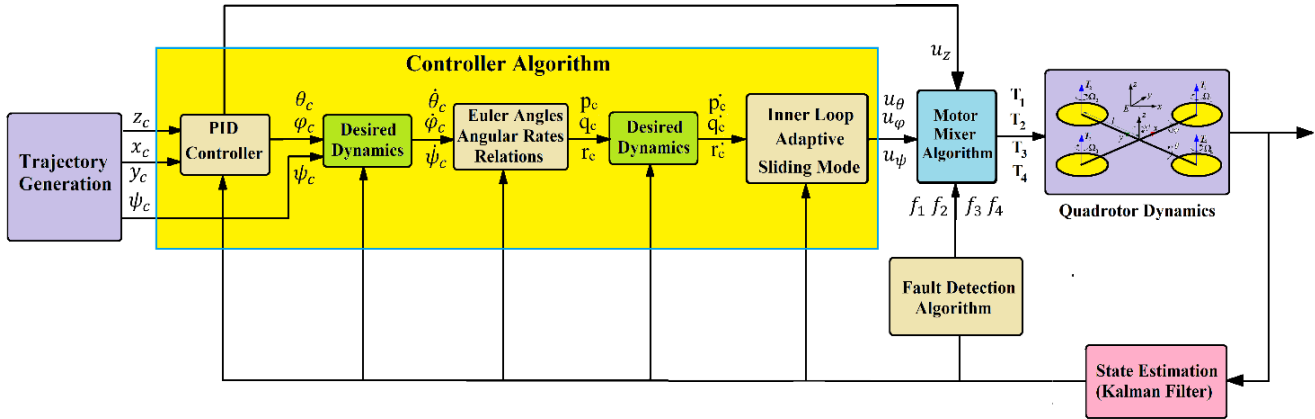 Controller Algorithm
Trajectory
Generation
z_c
x_c
y_c
ψ_c
PID
Controller
θ_c
φ_c
ψ_c
Desired
Dynamics
θ̇_c
φ̇_c
ψ̇_c
Euler Angles
Angular Rates
Relations
p_c
q_c
r_c
Desired
Dynamics
ṗ_c
q̇_c
ṙ_c
Inner Loop
Adaptive
Sliding Mode
u_z
u_θ
u_φ
u_ψ
Motor
Mixer
Algorithm
T_1
T_2
T_3
T_4
f_1 f_2 f_3 f_4
Quadrotor Dynamics
Fault Detection
Algorithm
State Estimation
(Kalman Filter)